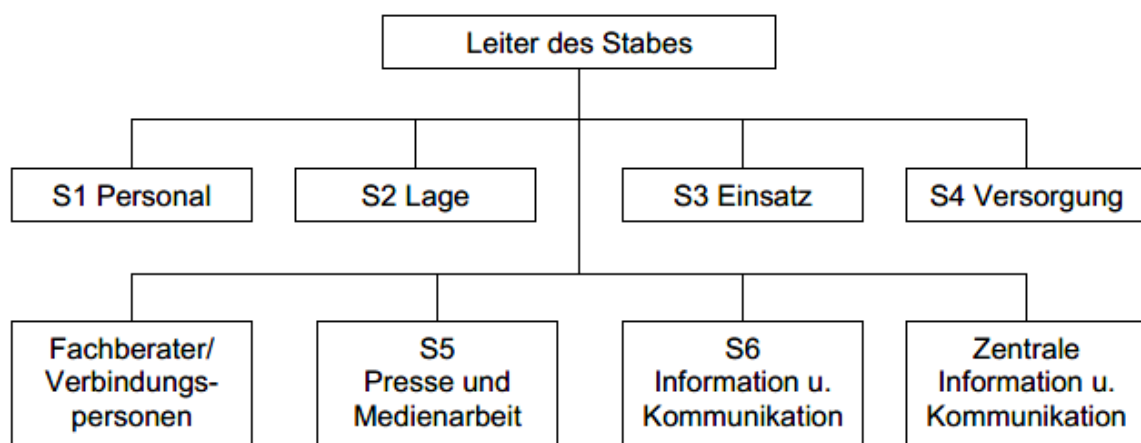 Leiter des Stabes
S1 Personal
S2 Lage
S3 Einsatz
S4 Versorgung
Fachberater/
Verbindungs-
personen
S5
Presse und
Medienarbeit
S6
Information u.
Kommunikation
Zentrale
Information u.
Kommunikation